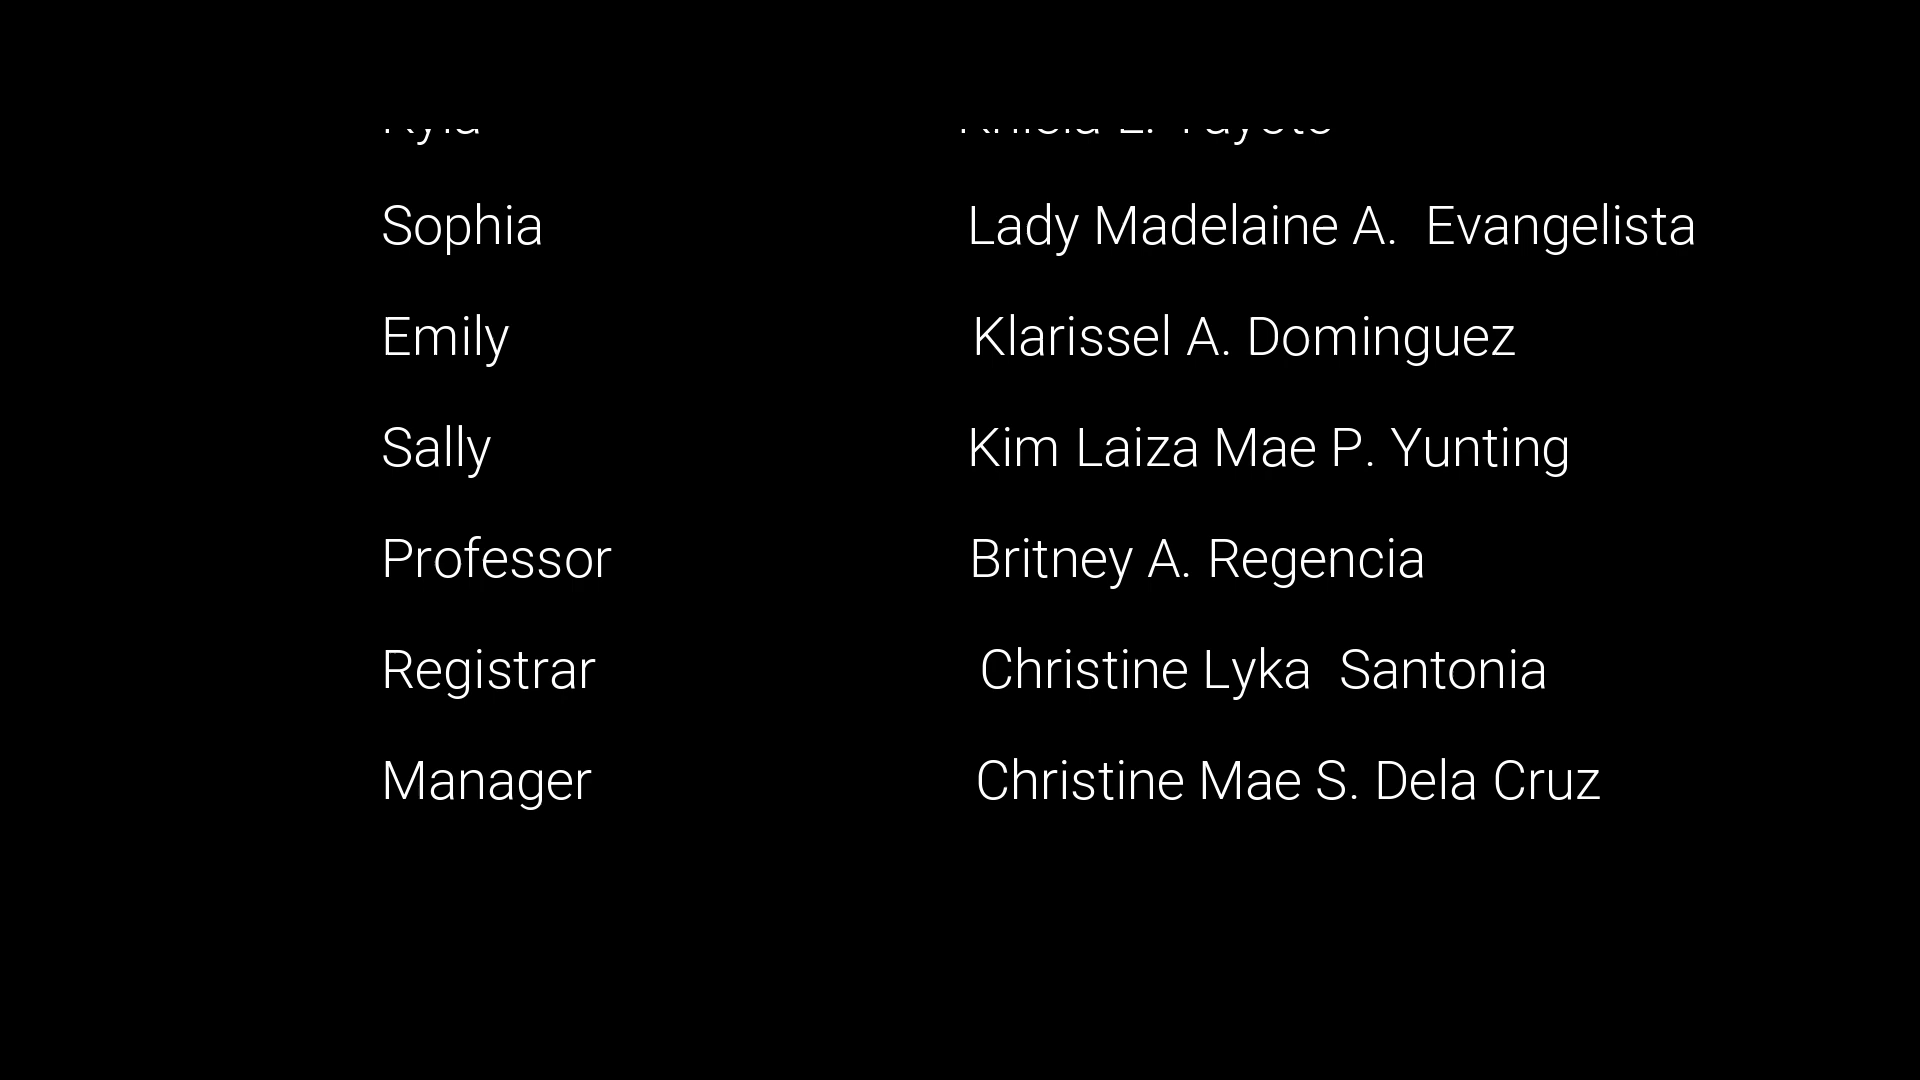 Sophia Lady Madelaine A. Evangelista
Emily Klarissel A. Dominguez
Sally Kim Laiza Mae P. Yunting
Professor Britney A. Regencia
Registrar Christine Lyka Santonia
Manager Christine Mae S. Dela Cruz